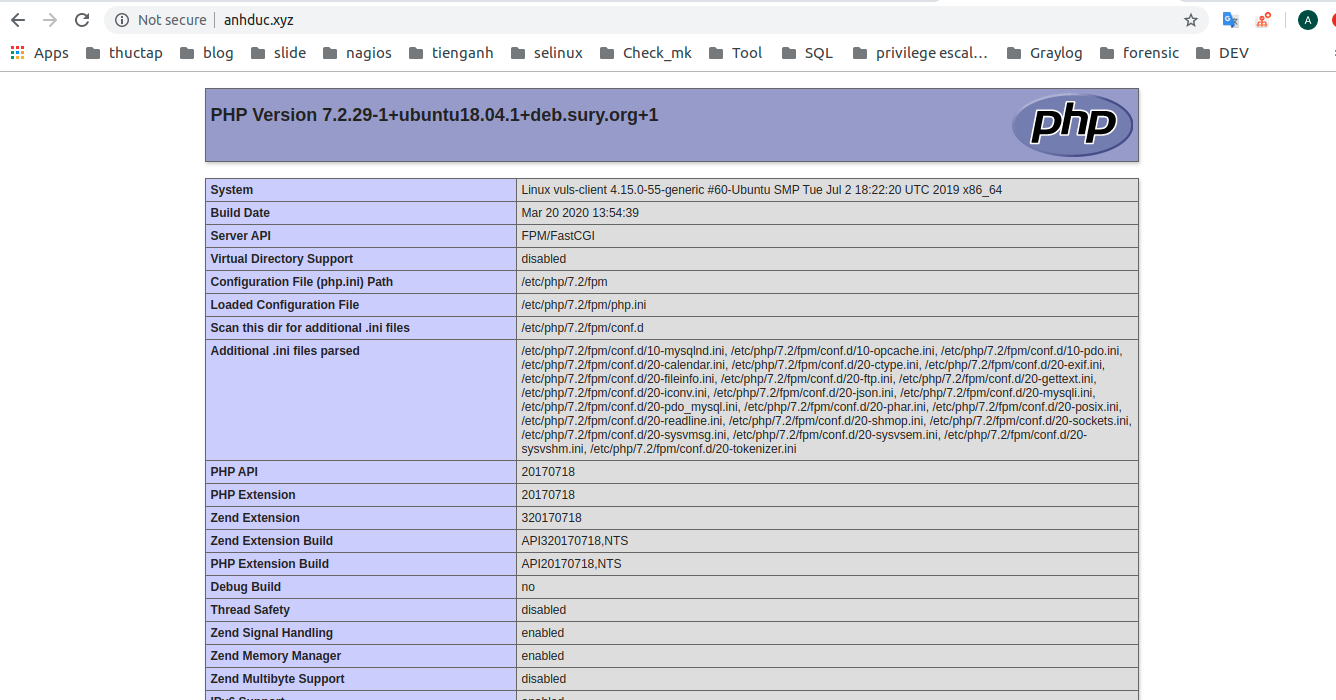 Not secure | anhduc.xyz
A
Apps thuctap blog slide nagios tienganh selinux Check_mk Tool SQL privilege escal... Graylog forensic DEV
PHP Version 7.2.29-1+ubuntu18.04.1+deb.sury.org+1
php
System Linux vuls-client 4.15.0-55-generic #60-Ubuntu SMP Tue Jul 2 18:22:20 UTC 2019 x86_64
Build Date Mar 20 2020 13:54:39
Server API FPM/FastCGI
Virtual Directory Support disabled
Configuration File (php.ini) Path /etc/php/7.2/fpm
Loaded Configuration File /etc/php/7.2/fpm/php.ini
Scan this dir for additional .ini files /etc/php/7.2/fpm/conf.d
Additional .ini files parsed /etc/php/7.2/fpm/conf.d/10-mysqlnd.ini, /etc/php/7.2/fpm/conf.d/10-opcache.ini, /etc/php/7.2/fpm/conf.d/10-pdo.ini,
/etc/php/7.2/fpm/conf.d/20-calendar.ini, /etc/php/7.2/fpm/conf.d/20-ctype.ini, /etc/php/7.2/fpm/conf.d/20-exif.ini,
/etc/php/7.2/fpm/conf.d/20-fileinfo.ini, /etc/php/7.2/fpm/conf.d/20-ftp.ini, /etc/php/7.2/fpm/conf.d/20-gettext.ini,
/etc/php/7.2/fpm/conf.d/20-iconv.ini, /etc/php/7.2/fpm/conf.d/20-json.ini, /etc/php/7.2/fpm/conf.d/20-mysqli.ini,
/etc/php/7.2/fpm/conf.d/20-pdo_mysql.ini, /etc/php/7.2/fpm/conf.d/20-phar.ini, /etc/php/7.2/fpm/conf.d/20-posix.ini,
/etc/php/7.2/fpm/conf.d/20-readline.ini, /etc/php/7.2/fpm/conf.d/20-shmop.ini, /etc/php/7.2/fpm/conf.d/20-sockets.ini,
/etc/php/7.2/fpm/conf.d/20-sysvmsg.ini, /etc/php/7.2/fpm/conf.d/20-sysvsem.ini, /etc/php/7.2/fpm/conf.d/20-
sysvshm.ini, /etc/php/7.2/fpm/conf.d/20-tokenizer.ini
PHP API 20170718
PHP Extension 20170718
Zend Extension 320170718
Zend Extension Build API320170718,NTS
PHP Extension Build API20170718,NTS
Debug Build no
Thread Safety disabled
Zend Signal Handling enabled
Zend Memory Manager enabled
Zend Multibyte Support disabled